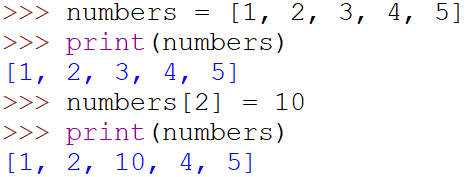 >>> numbers = [1, 2, 3, 4, 5]
>>> print(numbers)
[1, 2, 3, 4, 5]
>>> numbers[2] = 10
>>> print(numbers)
[1, 2, 10, 4, 5]